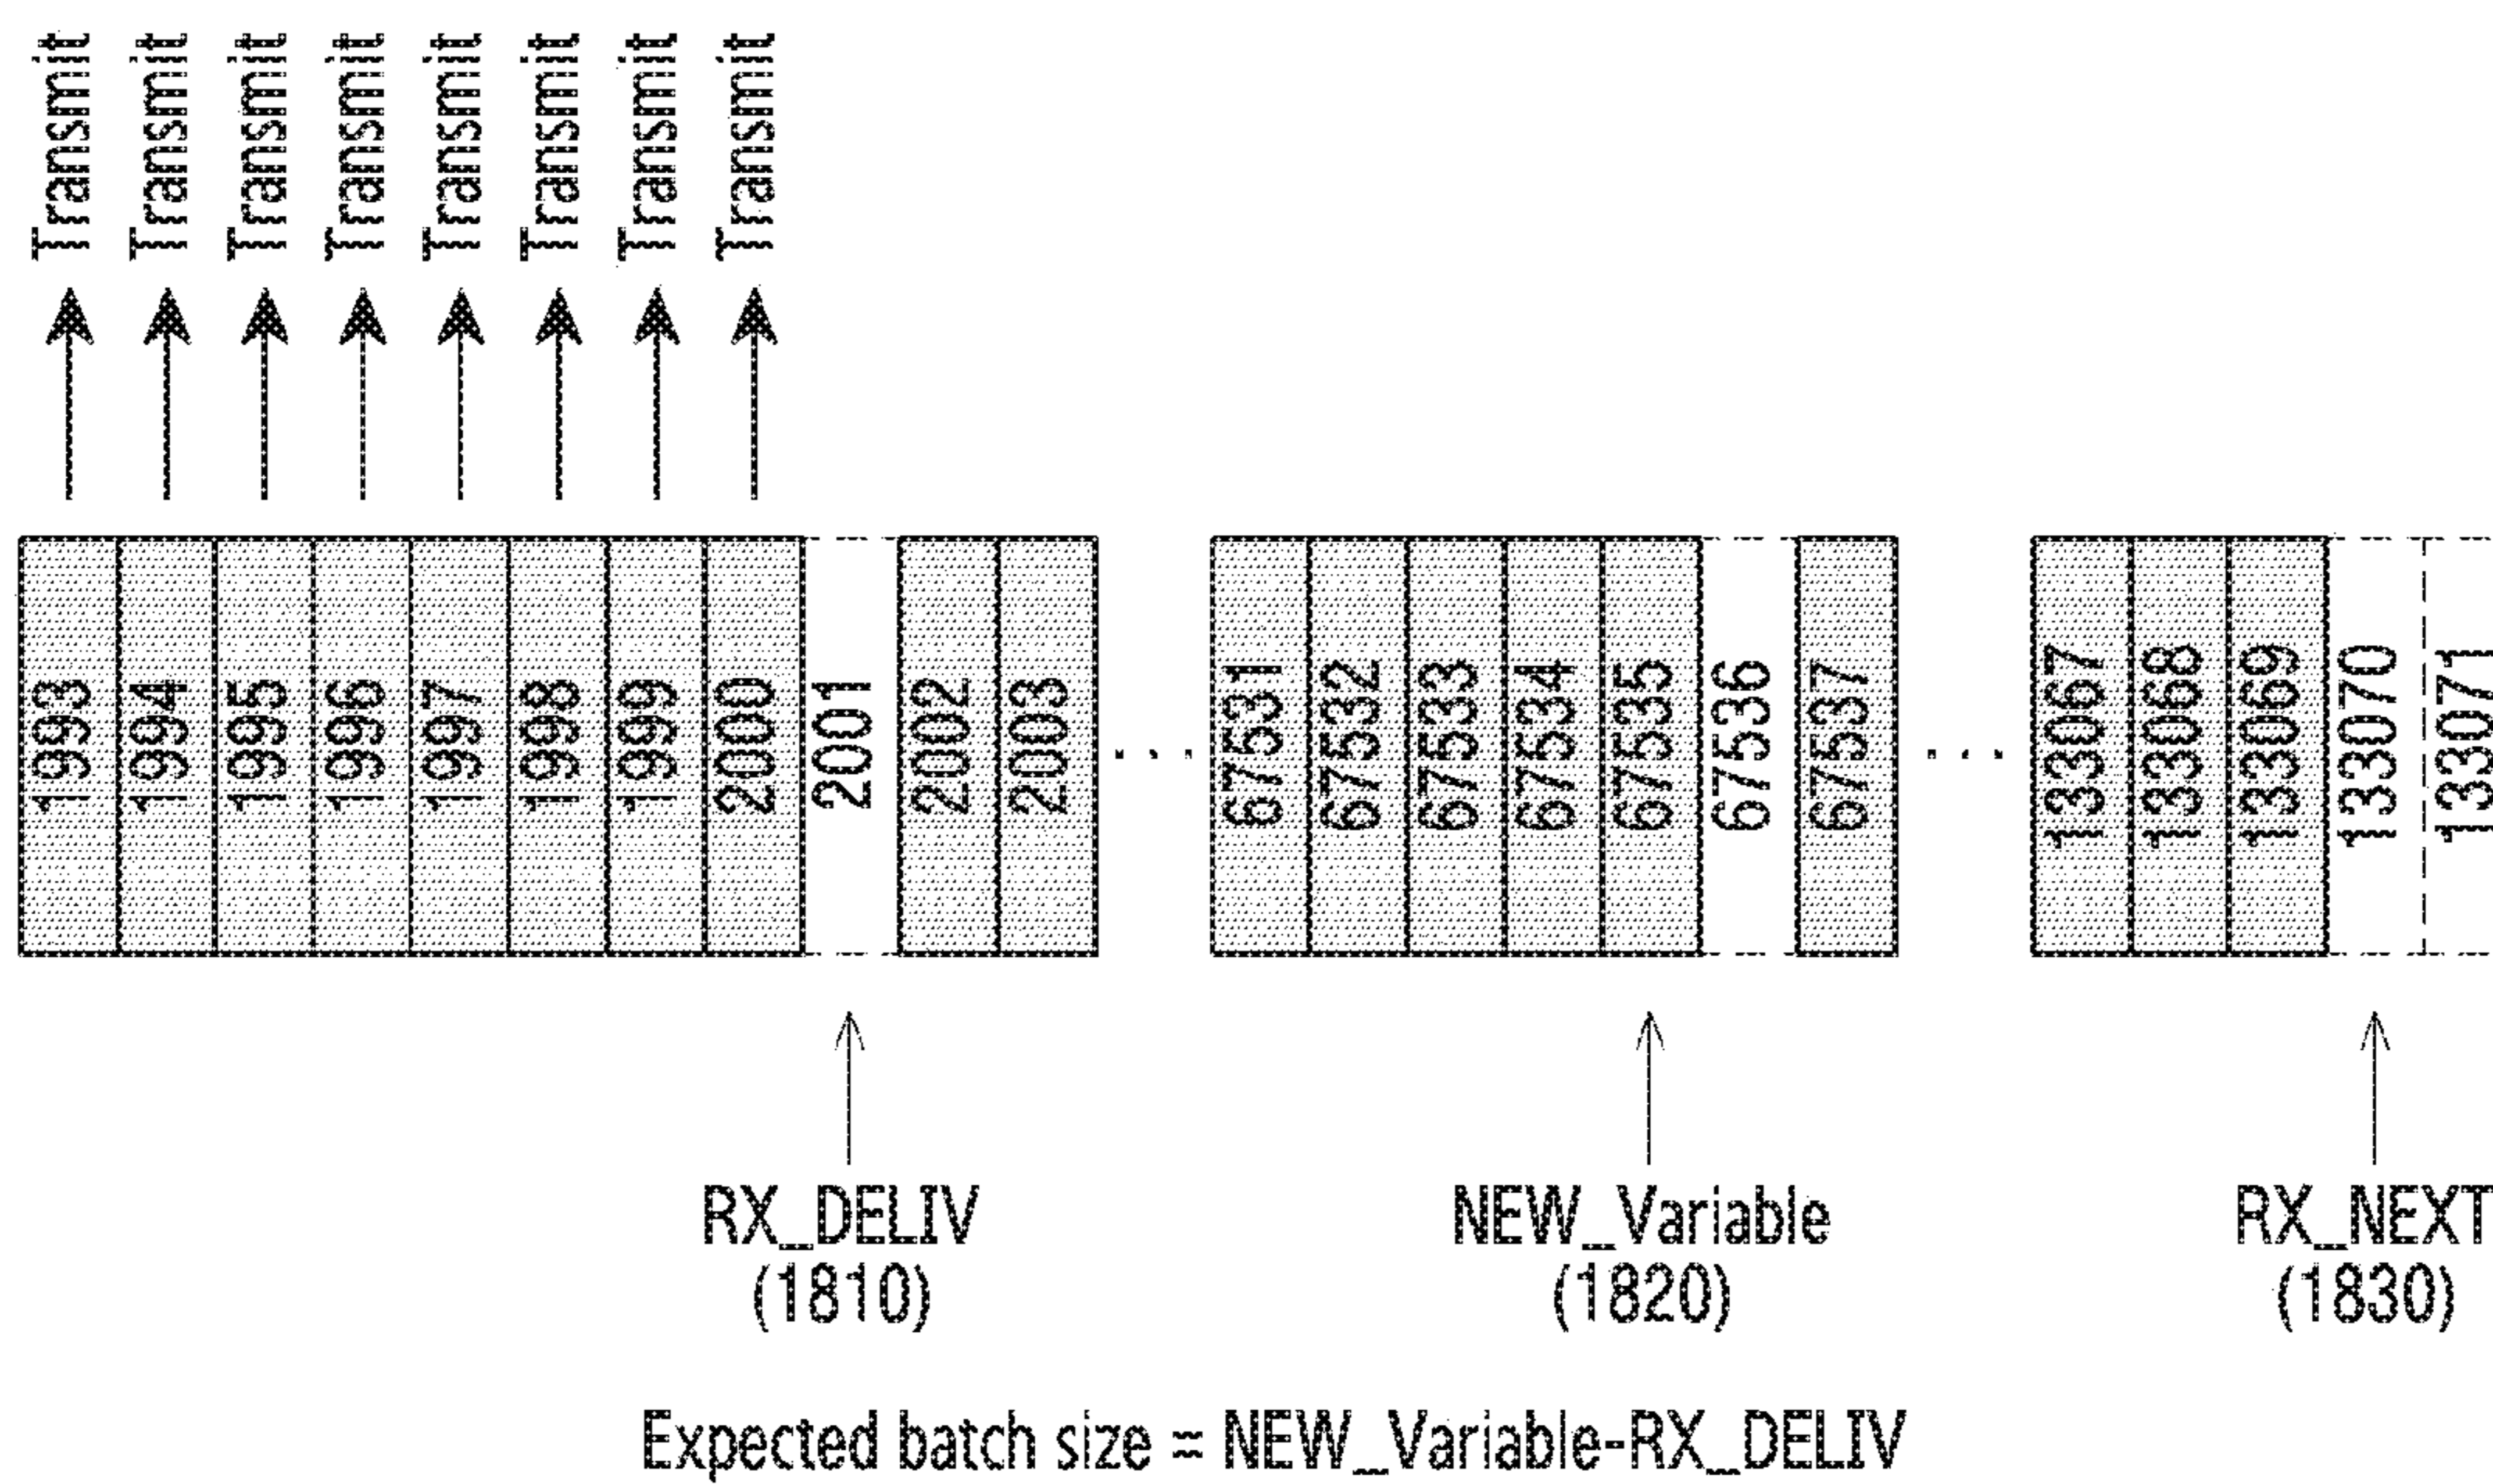 Transmit
Transmit
Transmit
Transmit
Transmit
Transmit
Transmit
Transmit
1993
1994
1995
1996
1997
1998
1999
2000
2001
2002
2003
...
67531
67532
67533
67534
67535
67536
67537
...
133067
133068
133069
133070
133071
RX_DELIV
(1810)
NEW_Variable
(1820)
RX_NEXT
(1830)
Expected batch size = NEW_Variable-RX_DELIV